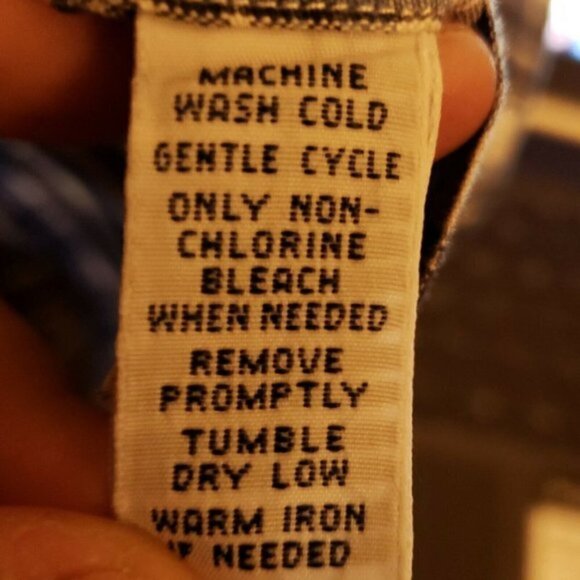 MACHINE
WASH COLD
GENTLE CYCLE
ONLY NON-
CHLORINE
BLEACH
WHEN NEEDED
REMOVE
PROMPTLY
TUMBLE
DRY LOW
WARM IRON
IF NEEDED